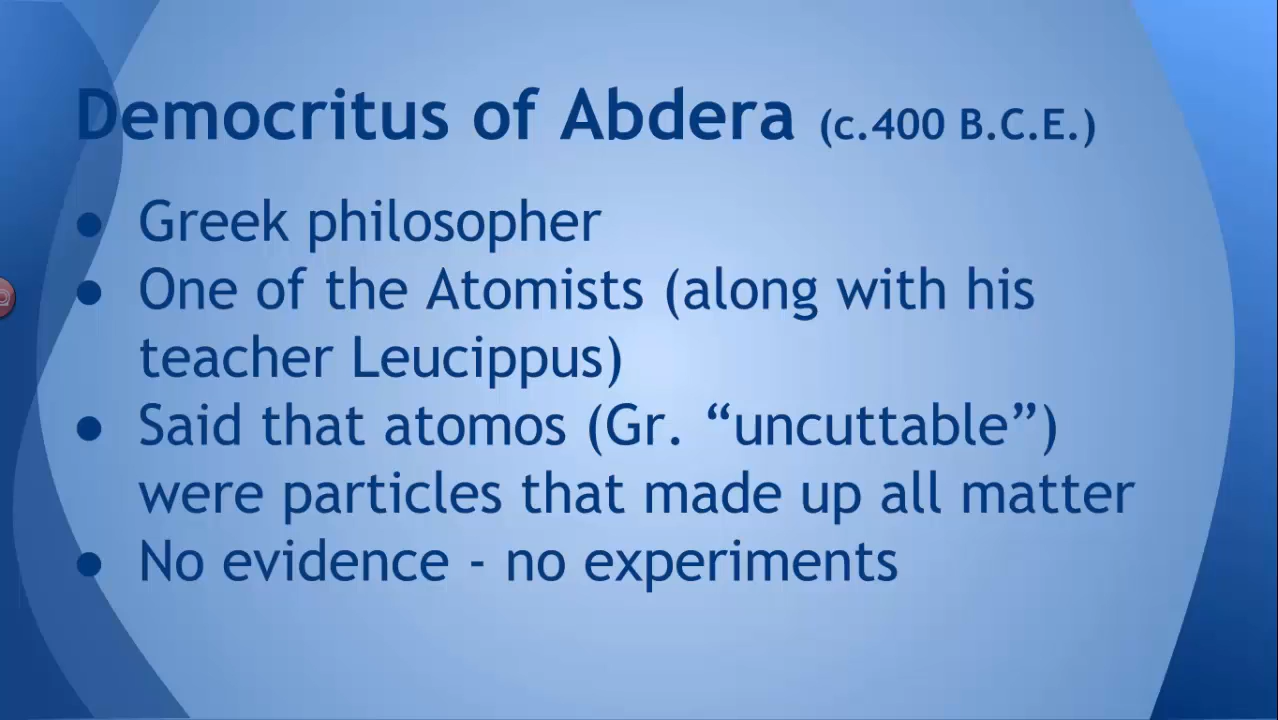 Democritus of Abdera (c.400 B.C.E.)
● Greek philosopher
● One of the Atomists (along with his
teacher Leucippus)
● Said that atomos (Gr. “uncuttable”)
were particles that made up all matter
● No evidence - no experiments